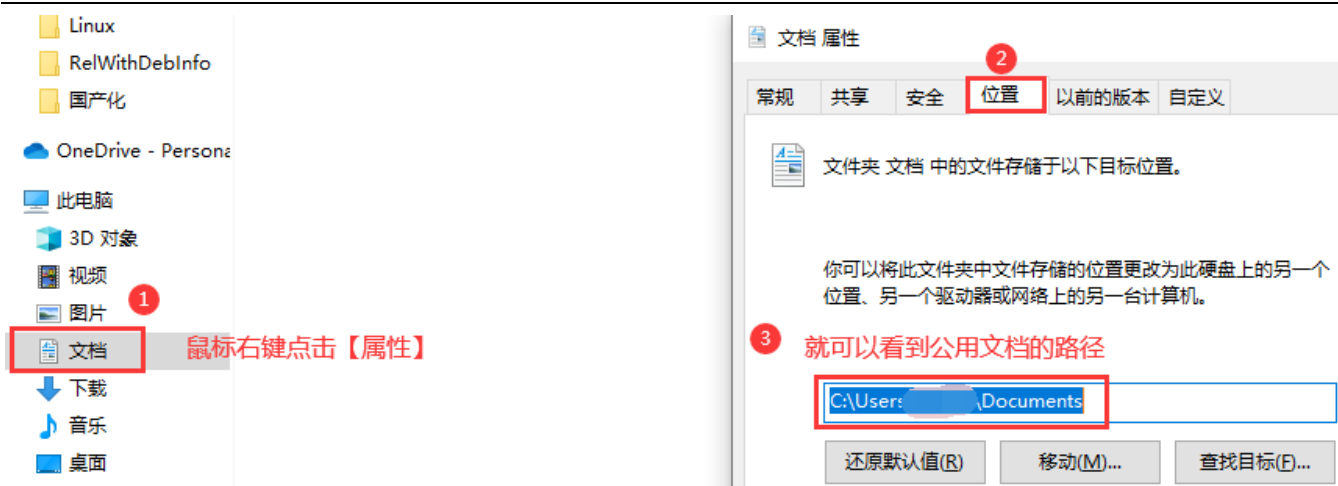 Linux
RelWithDebInfo
国产化
OneDrive - Persona
此电脑
3D 对象
视频
图片
1
文档
鼠标右键点击【属性】
下载
音乐
桌面
文档 属性
2
常规 共享 安全 位置 以前的版本 自定义
文件夹 文档 中的文件存储于以下目标位置。
你可以将此文件夹中文件存储的位置更改为此硬盘上的另一个
位置、另一个驱动器或网络上的另一台计算机。
3 就可以看到公用文档的路径
C:\Users \Documents
还原默认值(R) 移动(M)... 查找目标(F)...